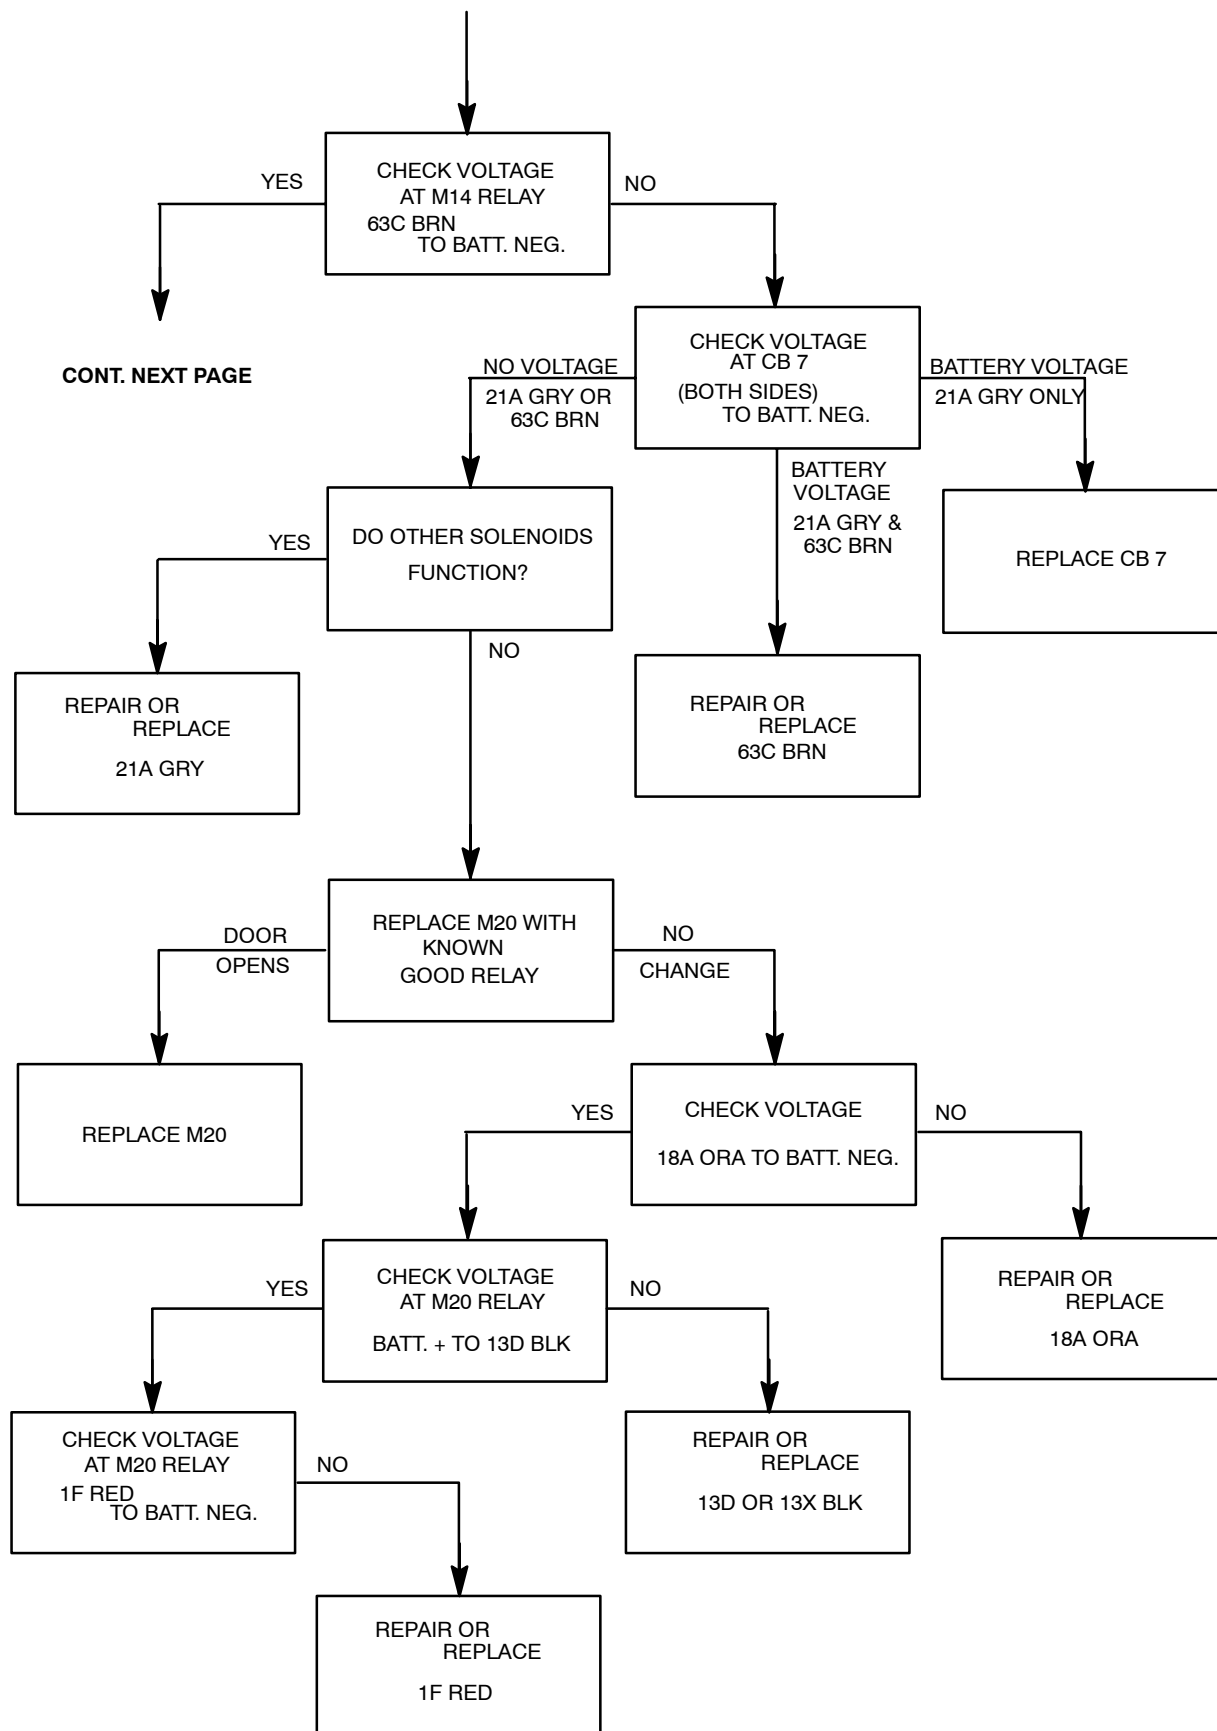 CHECK VOLTAGE
AT M14 RELAY
63C BRN
TO BATT. NEG.
YES
NO
CONT. NEXT PAGE
CHECK VOLTAGE
AT CB 7
(BOTH SIDES)
TO BATT. NEG.
NO VOLTAGE
21A GRY OR
63C BRN
BATTERY VOLTAGE
21A GRY ONLY
BATTERY
VOLTAGE
21A GRY &
63C BRN
REPLACE CB 7
DO OTHER SOLENOIDS
FUNCTION?
YES
NO
REPAIR OR
REPLACE
21A GRY
REPAIR OR
REPLACE
63C BRN
REPLACE M20 WITH
KNOWN
GOOD RELAY
DOOR
OPENS
NO
CHANGE
REPLACE M20
CHECK VOLTAGE
18A ORA TO BATT. NEG.
YES
NO
CHECK VOLTAGE
AT M20 RELAY
BATT. + TO 13D BLK
YES
NO
REPAIR OR
REPLACE
18A ORA
CHECK VOLTAGE
AT M20 RELAY
1F RED
TO BATT. NEG.
NO
REPAIR OR
REPLACE
13D OR 13X BLK
REPAIR OR
REPLACE
1F RED